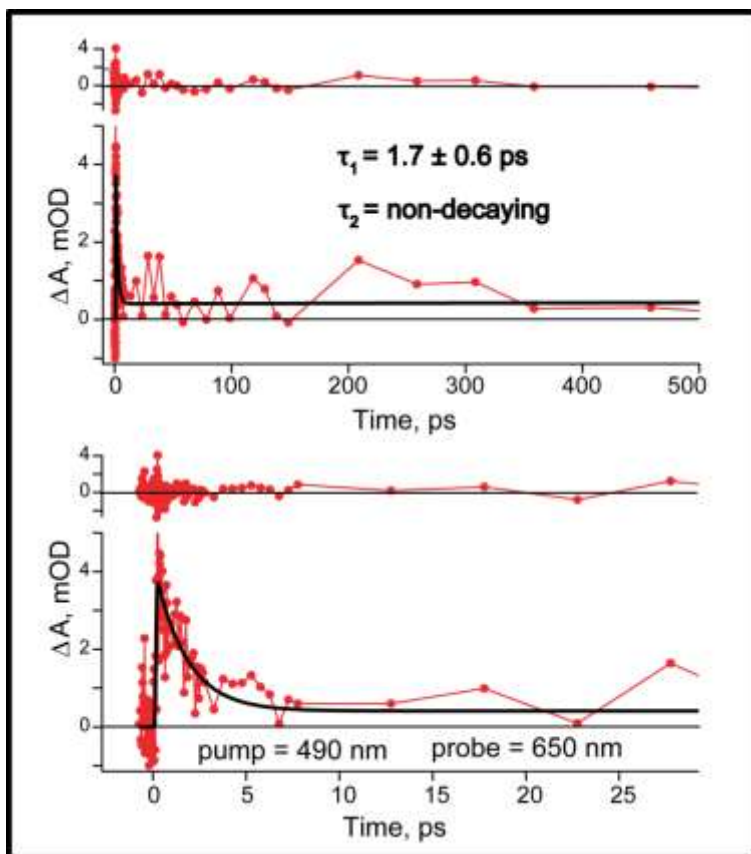 4
0
4
2
0
ΔA, mOD
τ₁ = 1.7 ± 0.6 ps
τ₂ = non-decaying
0 100 200 300 400 500
Time, ps
4
0
4
2
0
ΔA, mOD
pump = 490 nm probe = 650 nm
0 5 10 15 20 25
Time, ps